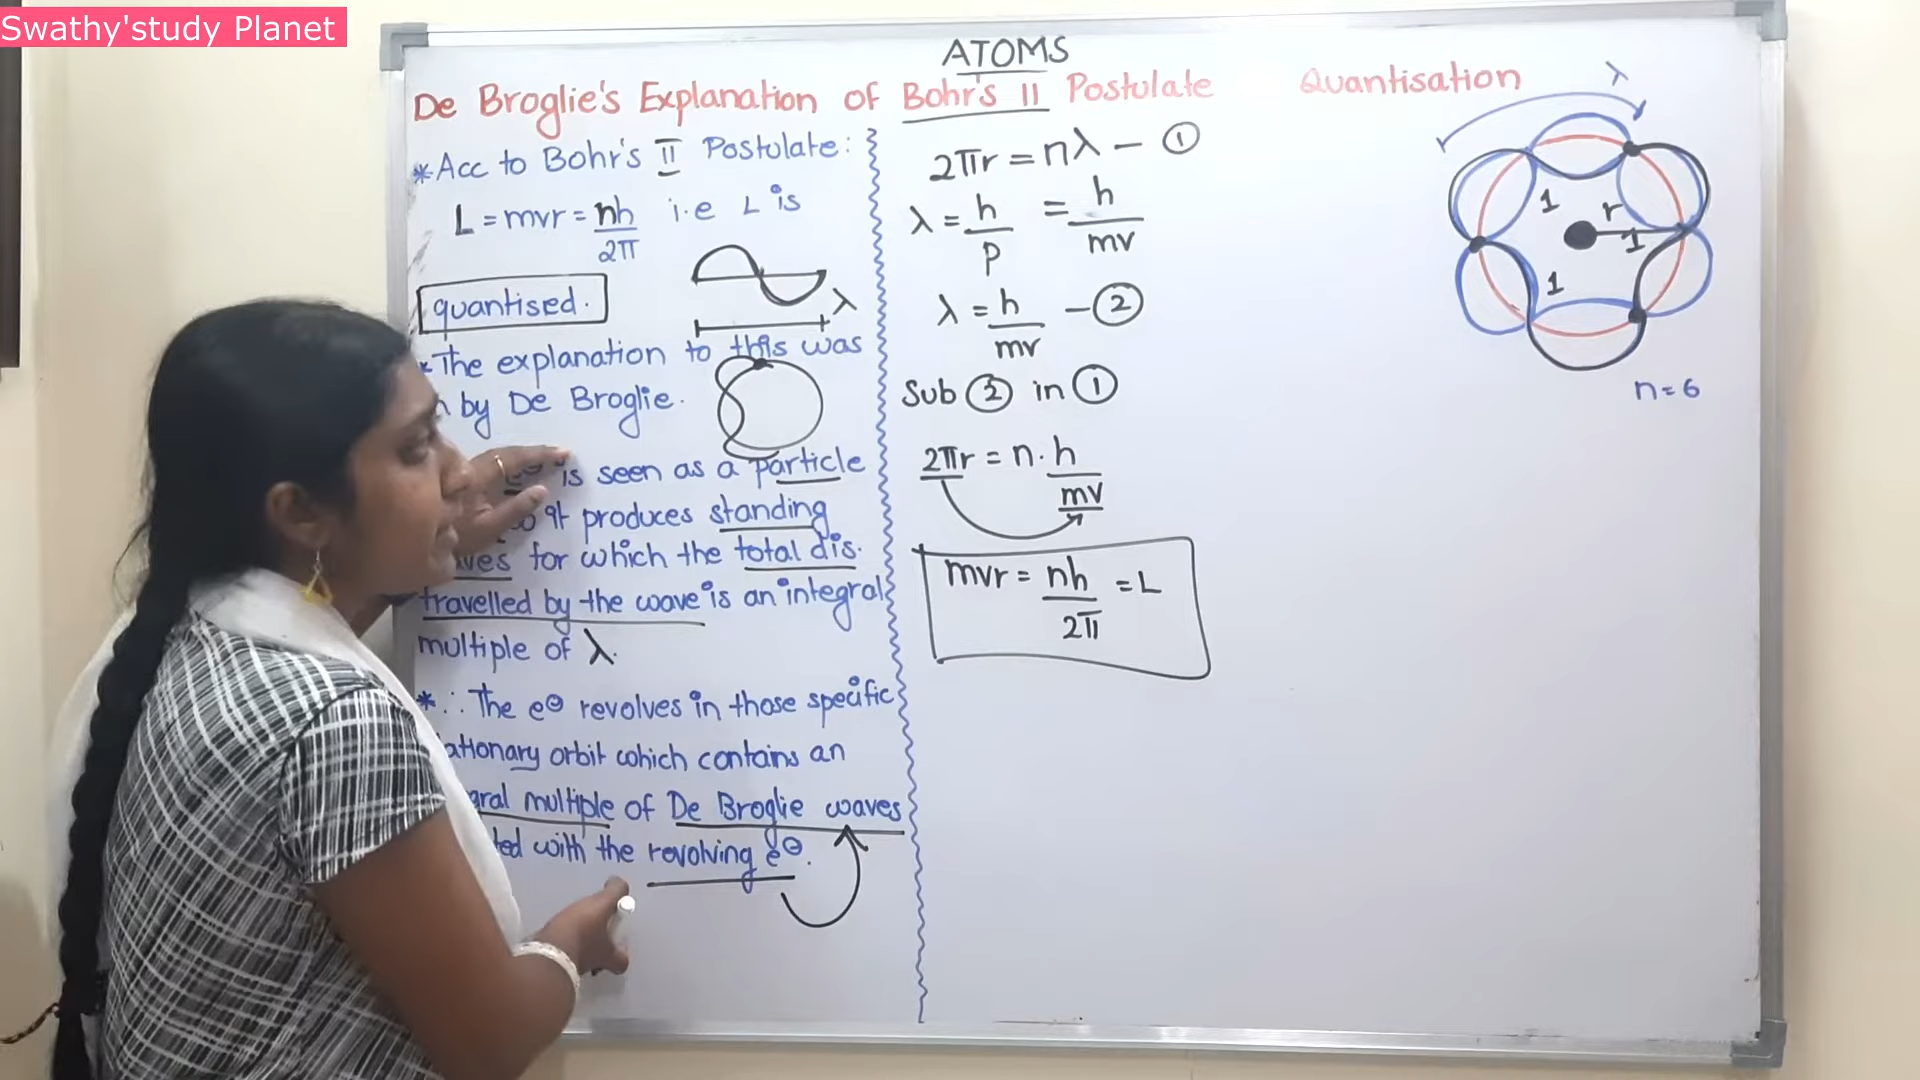 Swathy'study Planet
ATOMS
De Broglie's Explanation of Bohr's II Postulate Quantisation
*Acc to Bohr's II Postulate:
L = mvr = nh/2π i.e L is
quantised.
λ
*The explanation to this was
by De Broglie.
is seen as a particle
it produces standing
for which the total dis.
travelled by the wave is an integral
multiple of λ.
*∴ The e⊖ revolves in those specific
orbit which contains an
multiple of De Broglie waves
with the revolving e⊖.
2πr = nλ – ①
λ = h/p = h/mv
λ = h/mv – ②
Sub ② in ①
2πr = n · h/mv
mvr = nh/2π = L
λ
1
r
1
1
n = 6